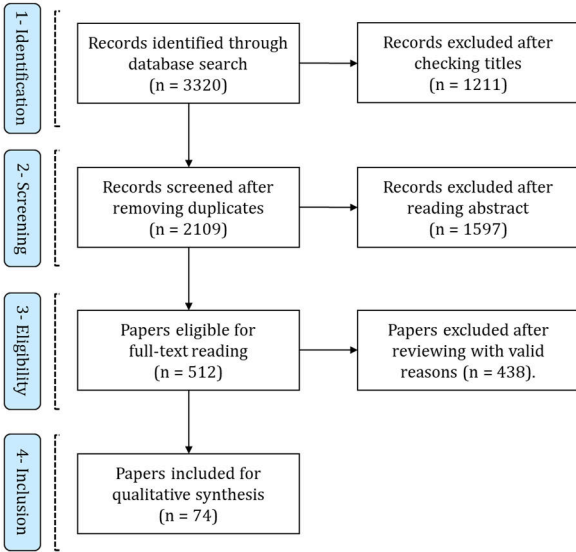 1- Identification
Records identified through
database search
(n = 3320)
Records excluded after
checking titles
(n = 1211)
2- Screening
Records screened after
removing duplicates
(n = 2109)
Records excluded after
reading abstract
(n = 1597)
3- Eligibility
Papers eligible for
full-text reading
(n = 512)
Papers excluded after
reviewing with valid
reasons (n = 438).
4- Inclusion
Papers included for
qualitative synthesis
(n = 74)